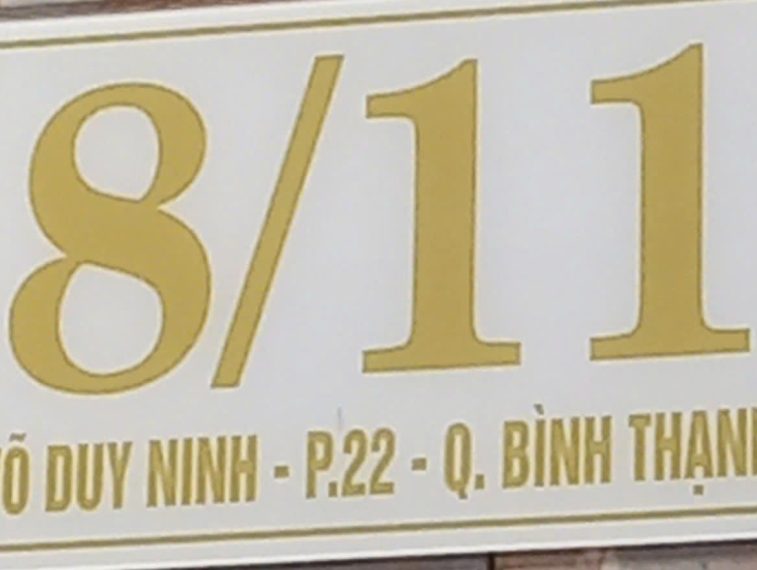 8/11
VÕ DUY NINH - P.22 - Q. BÌNH THẠNH